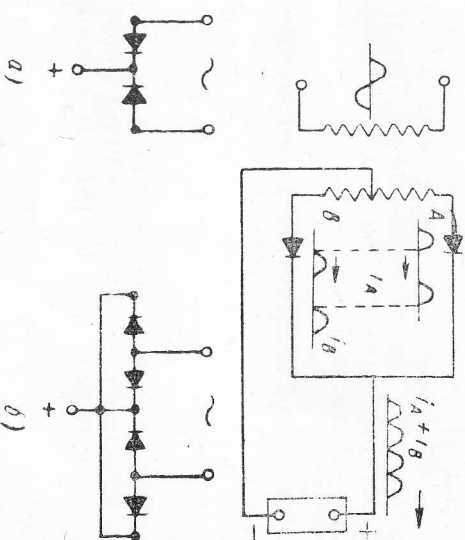 A
i_A + i_B
+
i_A
B
i_B
−
~ ~
+ +
а) б)